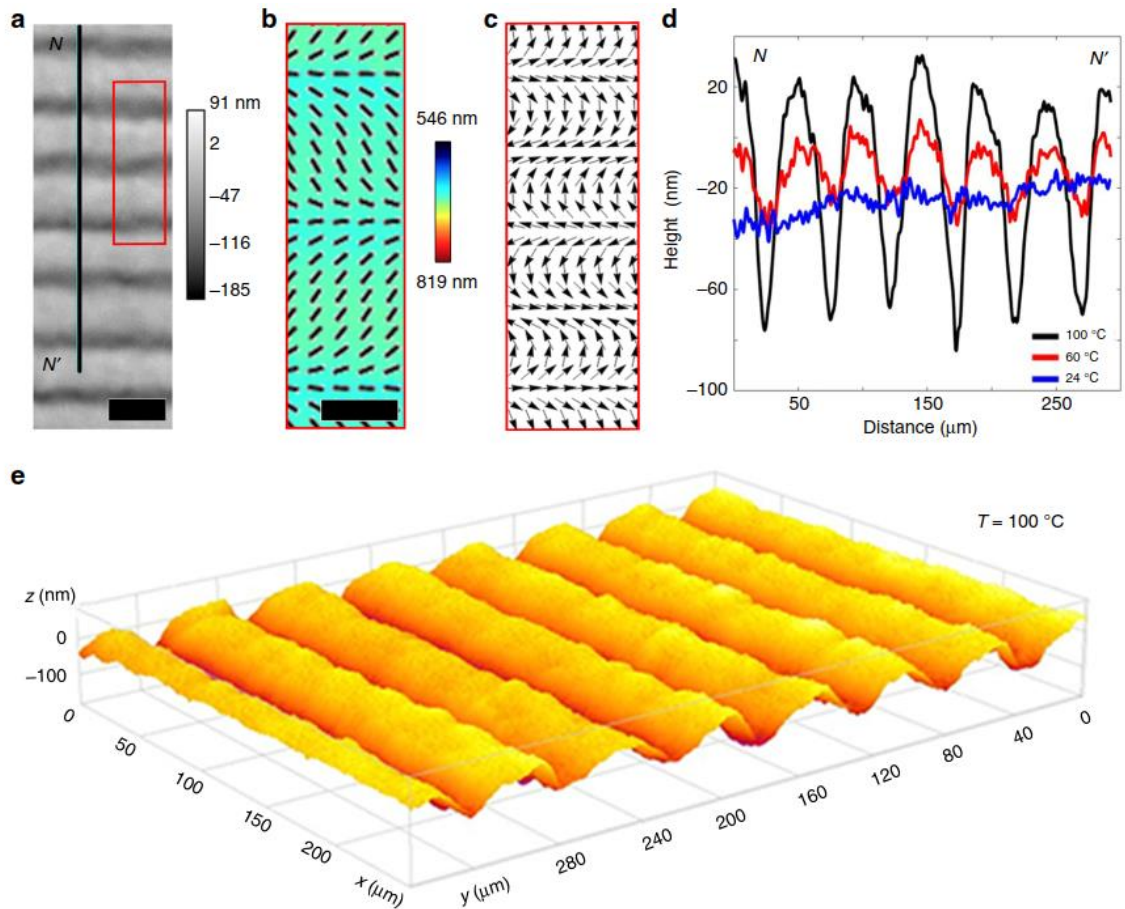 a
N
N′
91 nm
2
−47
−116
−185
b
546 nm
819 nm
c
d
N
N′
20
−20
−60
−100
Height (nm)
50
150
250
Distance (μm)
100 °C
60 °C
24 °C
e
T = 100 °C
z (nm)
0
−100
0
50
100
150
200
x (μm)
y (μm)
280
240
200
160
120
80
40
0